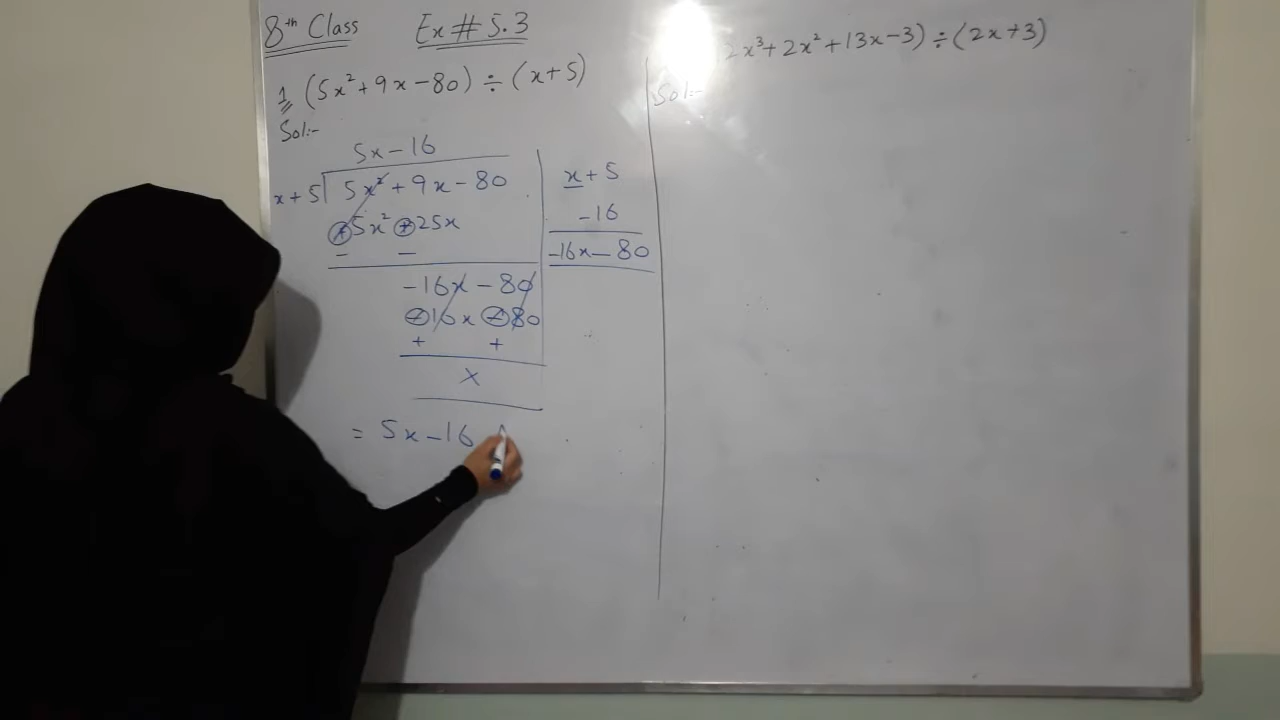 8th Class Ex # 5.3
1 (5x² + 9x - 80) ÷ (x + 5)
Sol:-
5x - 16
x + 5 5x² + 9x - 80
+5x² + 25x
- -
-16x - 80
-16x - 80
+ +
x
= 5x - 16
x + 5
-16
-16x - 80
2x³ + 2x² + 13x - 3) ÷ (2x + 3)
Sol:-